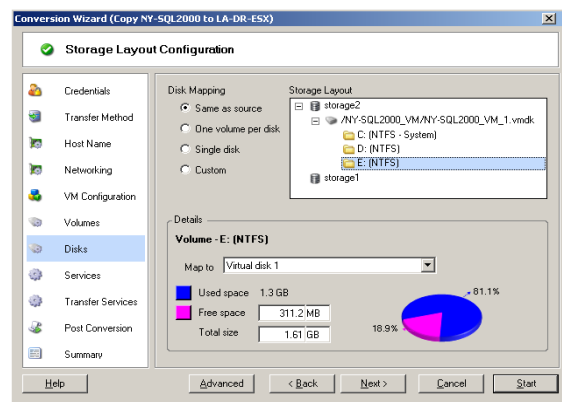 Conversion Wizard (Copy NY-SQL2000 to LA-DR-ESX)
Storage Layout Configuration
Credentials
Transfer Method
Host Name
Networking
VM Configuration
Volumes
Disks
Services
Transfer Services
Post Conversion
Summary
Disk Mapping
Same as source
One volume per disk
Single disk
Custom
Storage Layout
storage2
/NY-SQL2000_VM/NY-SQL2000_VM_1.vmdk
C: (NTFS - System)
D: (NTFS)
E: (NTFS)
storage1
Details
Volume - E: (NTFS)
Map to Virtual disk 1
Used space 1.3 GB
Free space 311.2 MB
Total size 1.61 GB
81.1%
18.9%
Help Advanced < Back Next > Cancel Start